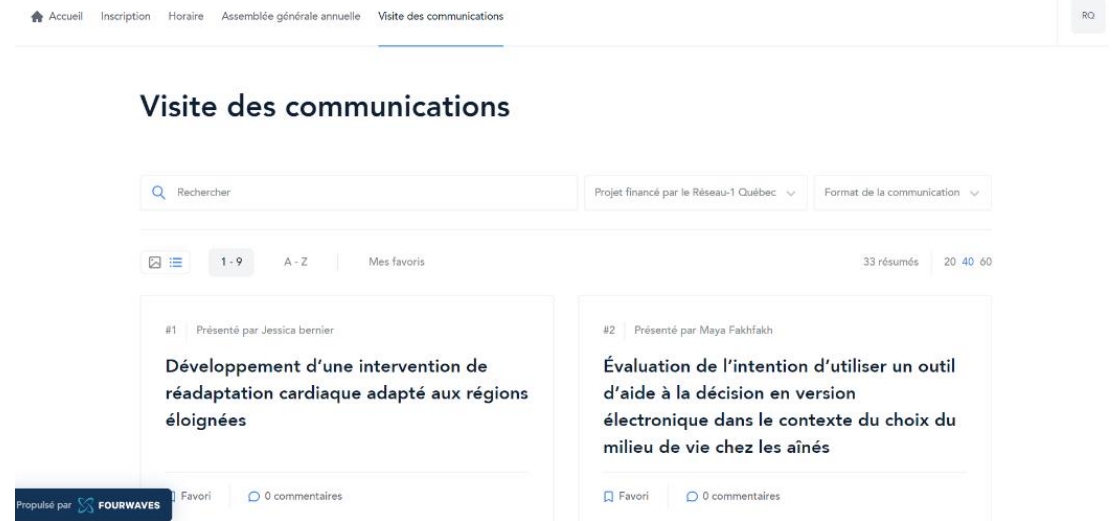 Accueil Inscription Horaire Assemblée générale annuelle Visite des communications RQ
Visite des communications
Rechercher Projet financé par le Réseau-1 Québec Format de la communication
1 - 9 A - Z Mes favoris 33 résumés 20 40 60
#1 Présenté par Jessica bernier
Développement d’une intervention de
réadaptation cardiaque adapté aux régions
éloignées
Favori 0 commentaires
#2 Présenté par Maya Fakhfakh
Évaluation de l’intention d’utiliser un outil
d’aide à la décision en version
électronique dans le contexte du choix du
milieu de vie chez les aînés
Favori 0 commentaires
Propulsé par FOURWAVES